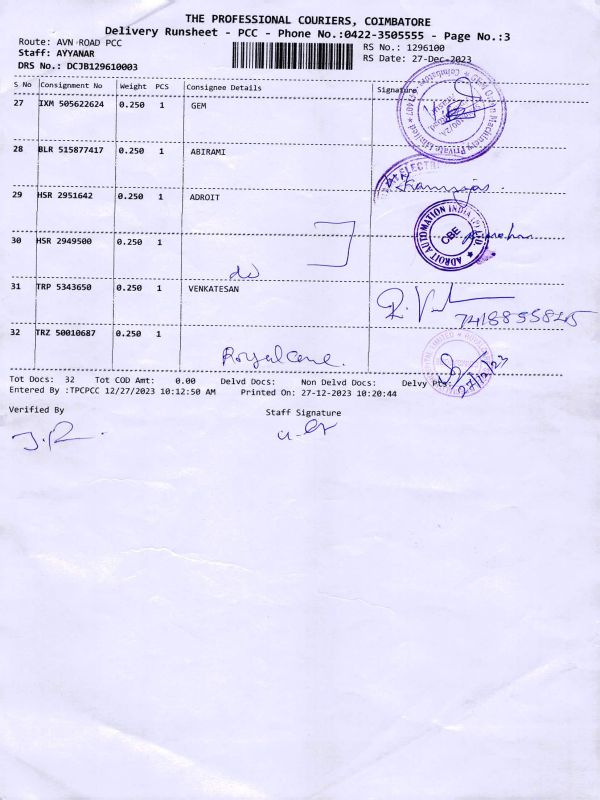 THE PROFESSIONAL COURIERS, COIMBATORE
Delivery Runsheet - PCC - Phone No.:0422-3505555 - Page No.:3
Route: AVN ROAD PCC
RS No.: 1296100
Staff: AYYANAR
RS Date: 27-Dec-2023
DRS No.: DCJB129610003
S No Consignment No Weight PCS Consignee Details Signature
27 IXM 505622624 0.250 1 GEM
28 BLR 515877417 0.250 1 ABIRAMI
29 HSR 2951642 0.250 1 ADROIT
ADROIT AUTOMATION INDIA
CBE
30 HSR 2949500 0.250 1
do
31 TRP 5343650 0.250 1 VENKATESAN
32 TRZ 50010687 0.250 1
Royal Care.
27/12/23
Tot Docs: 32 Tot COD Amt: 0.00 Delvd Docs: Non Delvd Docs: Delvy Pts:
Entered By :TPCPCC 12/27/2023 10:12:50 AM Printed On: 27-12-2023 10:20:44
Verified By Staff Signature